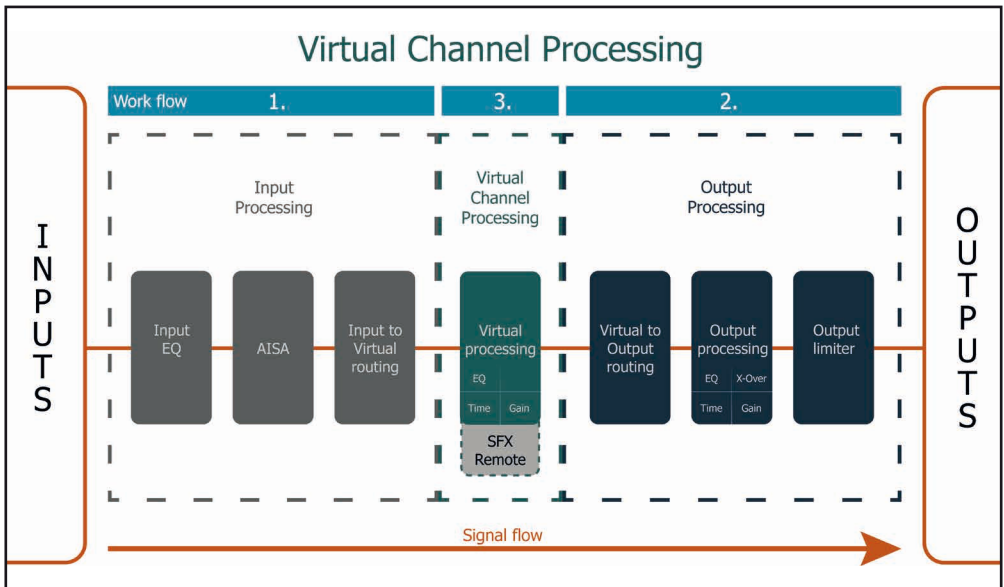 Virtual Channel Processing
Work flow
1.
3.
2.
INPUTS
Input
Processing
Virtual
Channel
Processing
Output
Processing
Input
EQ
AISA
Input to
Virtual
routing
Virtual
processing
EQ
Time
Gain
SFX
Remote
Virtual to
Output
routing
Output
processing
EQ
X-Over
Time
Gain
Output
limiter
OUTPUTS
Signal flow